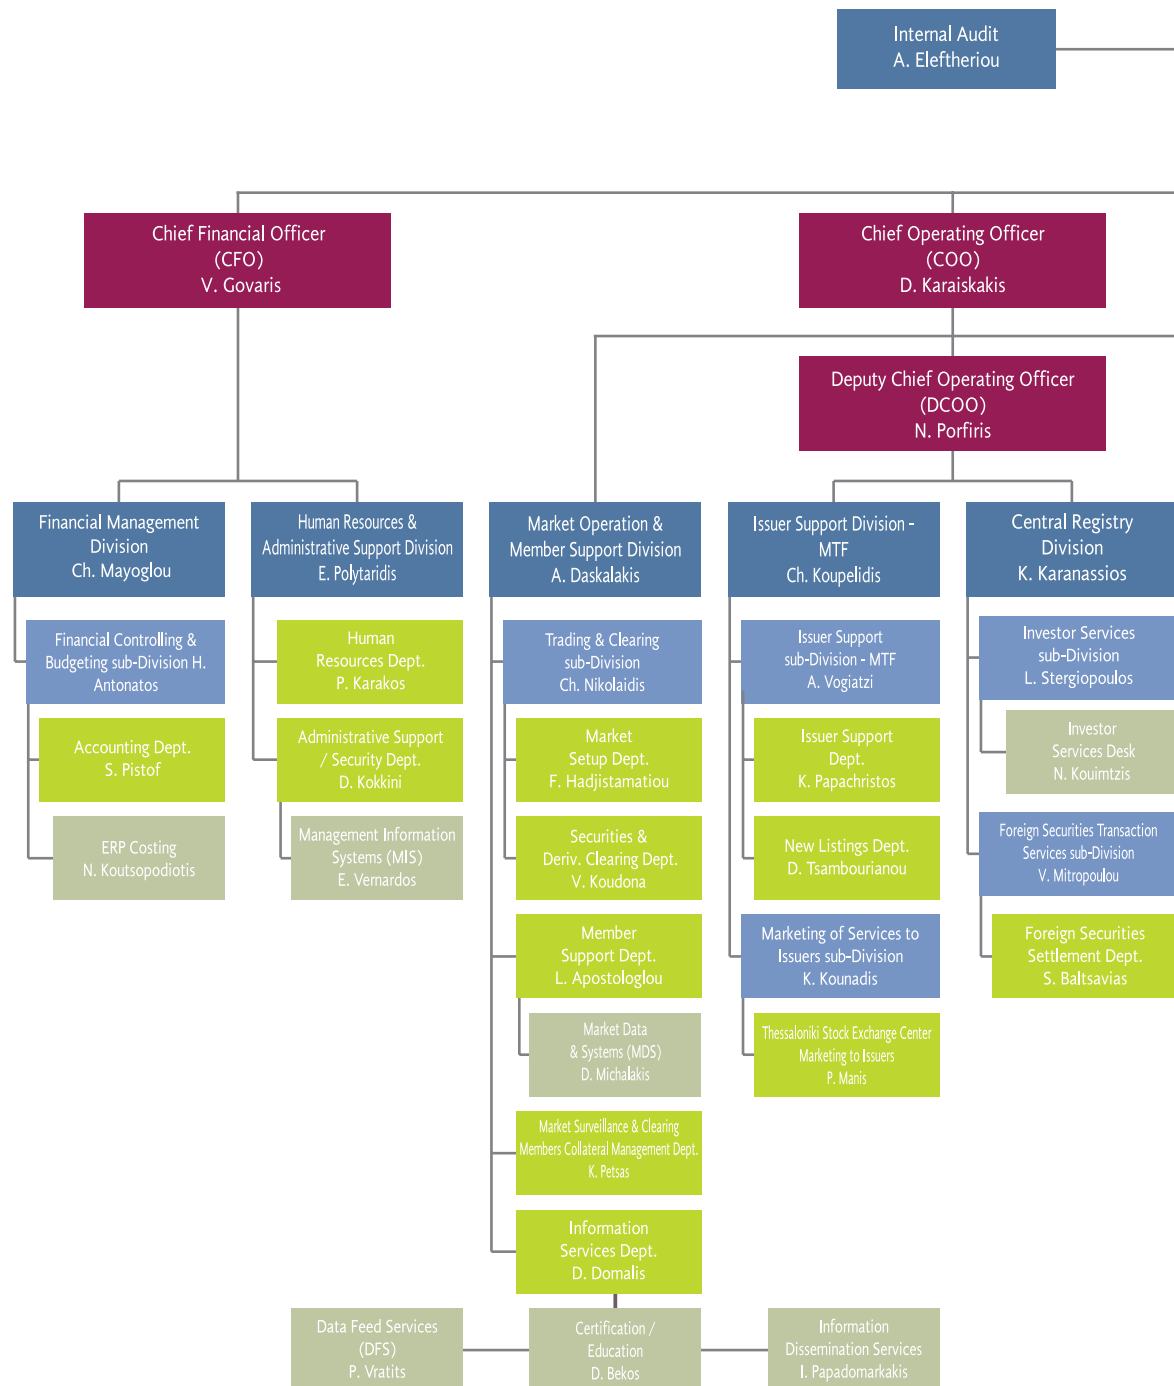 Internal Audit
A. Eleftheriou
Chief Financial Officer
(CFO)
V. Govaris
Chief Operating Officer
(COO)
D. Karaiskakis
Deputy Chief Operating Officer
(DCOO)
N. Porfiris
Financial Management
Division
Ch. Mayoglou
Human Resources &
Administrative Support Division
E. Polytaridis
Market Operation &
Member Support Division
A. Daskalakis
Issuer Support Division -
MTF
Ch. Koupelidis
Central Registry
Division
K. Karanassios
Financial Controlling &
Budgeting sub-Division H.
Antonatos
Accounting Dept.
S. Pistof
ERP Costing
N. Koutsopodiotis
Human
Resources Dept.
P. Karakos
Administrative Support
/ Security Dept.
D. Kokkini
Management Information
Systems (MIS)
E. Vernardos
Trading & Clearing
sub-Division
Ch. Nikolaidis
Market
Setup Dept.
F. Hadjistamatiou
Securities &
Deriv. Clearing Dept.
V. Koudona
Member
Support Dept.
L. Apostologlou
Market Data
& Systems (MDS)
D. Michalakis
Market Surveillance & Clearing
Members Collateral Management Dept.
K. Petsas
Information
Services Dept.
D. Domalis
Data Feed Services
(DFS)
P. Vratits
Certification /
Education
D. Bekos
Information
Dissemination Services
I. Papadomarkakis
Issuer Support
sub-Division - MTF
A. Vogiatzi
Issuer Support
Dept.
K. Papachristos
New Listings Dept.
D. Tsambourianou
Marketing of Services to
Issuers sub-Division
K. Kounadis
Thessaloniki Stock Exchange Center
Marketing to Issuers
P. Manis
Investor Services
sub-Division
L. Stergiopoulos
Investor
Services Desk
N. Kouimtzis
Foreign Securities Transaction
Services sub-Division
V. Mitropoulou
Foreign Securities
Settlement Dept.
S. Baltsavias